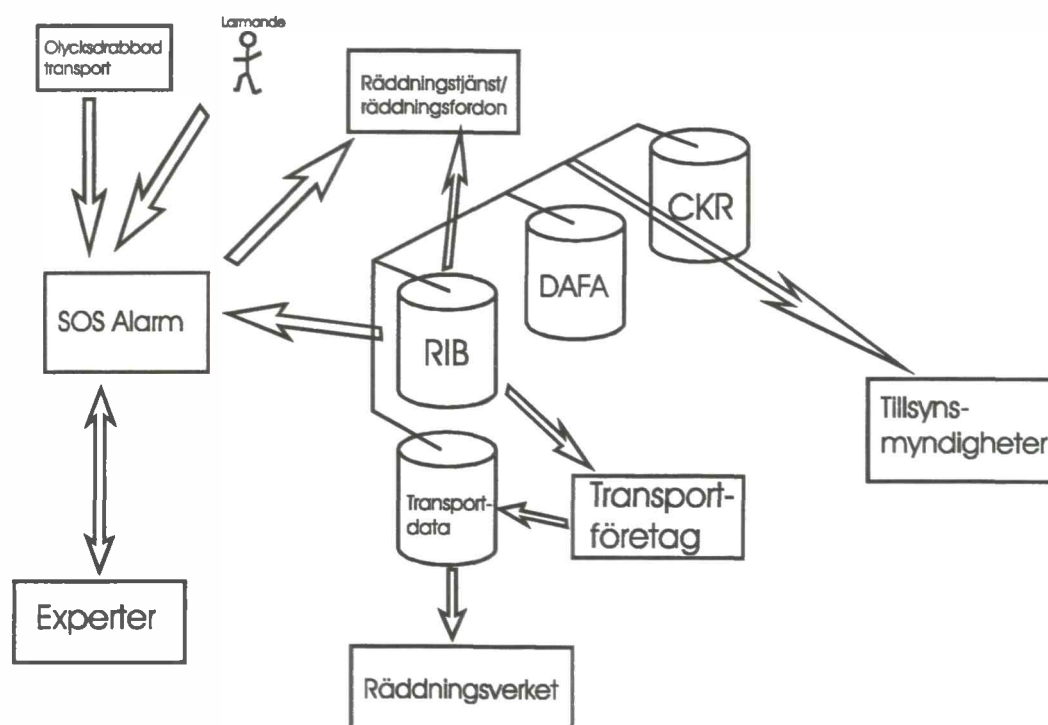 Larmande
Olycksdrabbad
transport
Räddningstjänst/
räddningsfordon
CKR
DAFA
SOS Alarm
RIB
Tillsyns-
myndigheter
Transport-
data
Transport-
företag
Experter
Räddningsverket